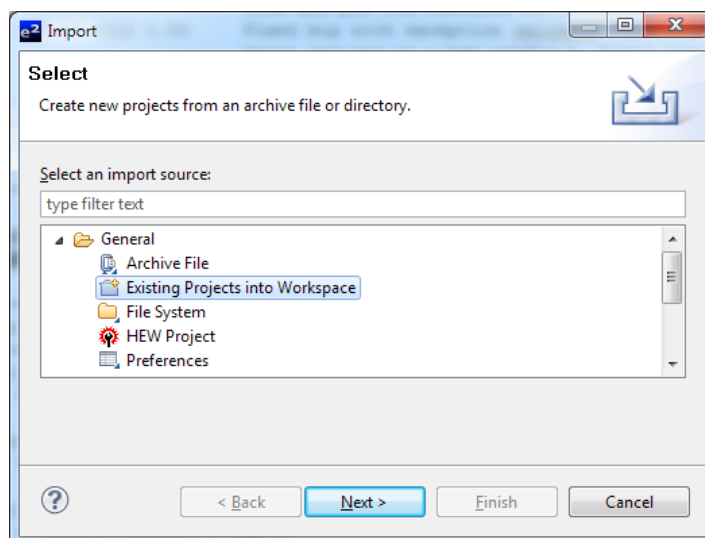 e² Import
Select
Create new projects from an archive file or directory.
Select an import source:
type filter text
General
Archive File
Existing Projects into Workspace
File System
HEW Project
Preferences
? < Back Next > Finish Cancel